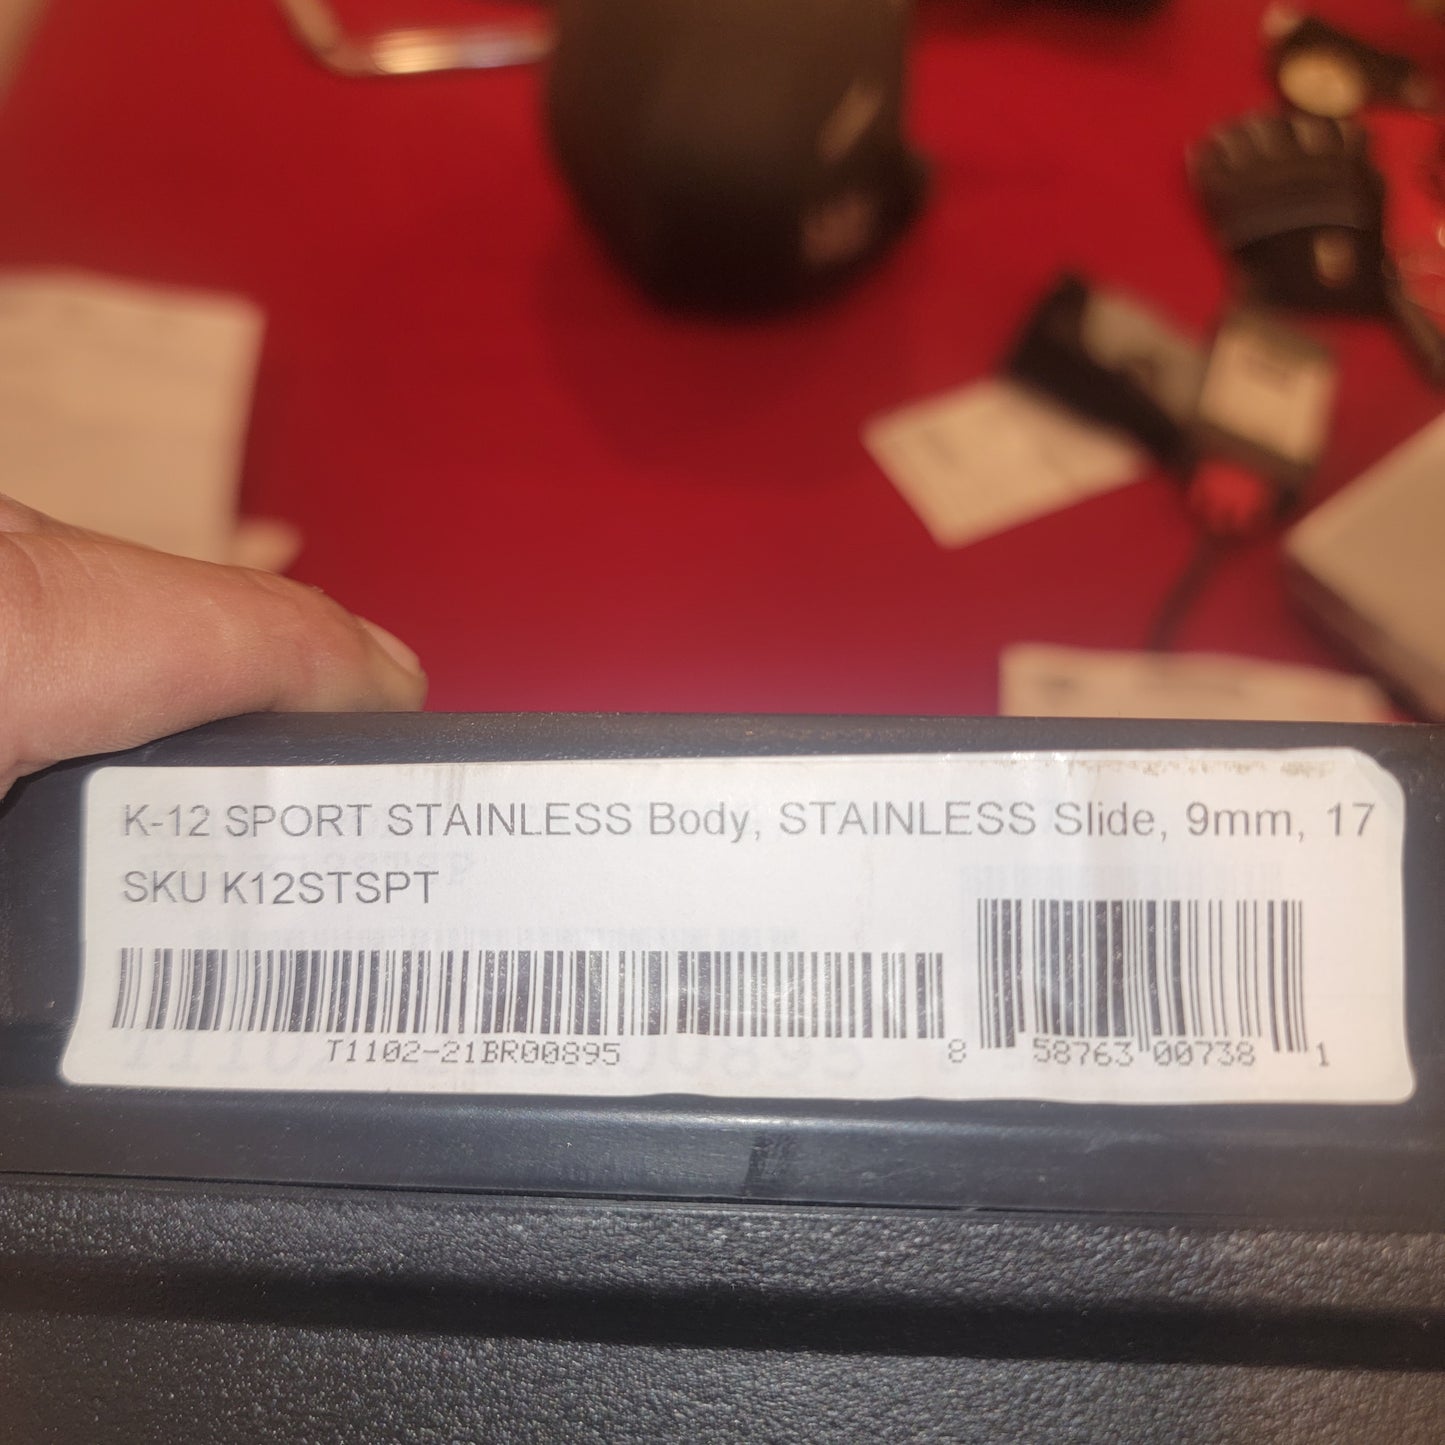 K-12 SPORT STAINLESS Body, STAINLESS Slide, 9mm, 17
SKU K12STSPT
T1102-21BR00895
8 58763 00738 1